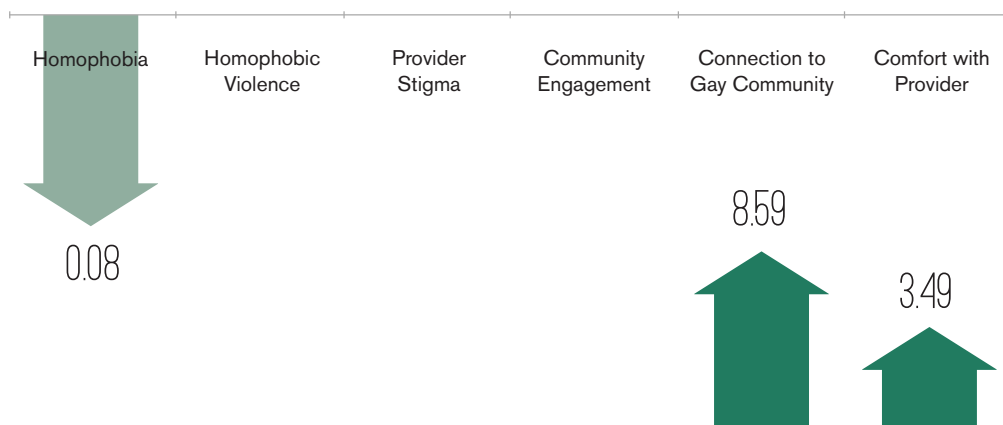 Homophobia
Homophobic
Violence
Provider
Stigma
Community
Engagement
Connection to
Gay Community
Comfort with
Provider
0.08
8.59
3.49